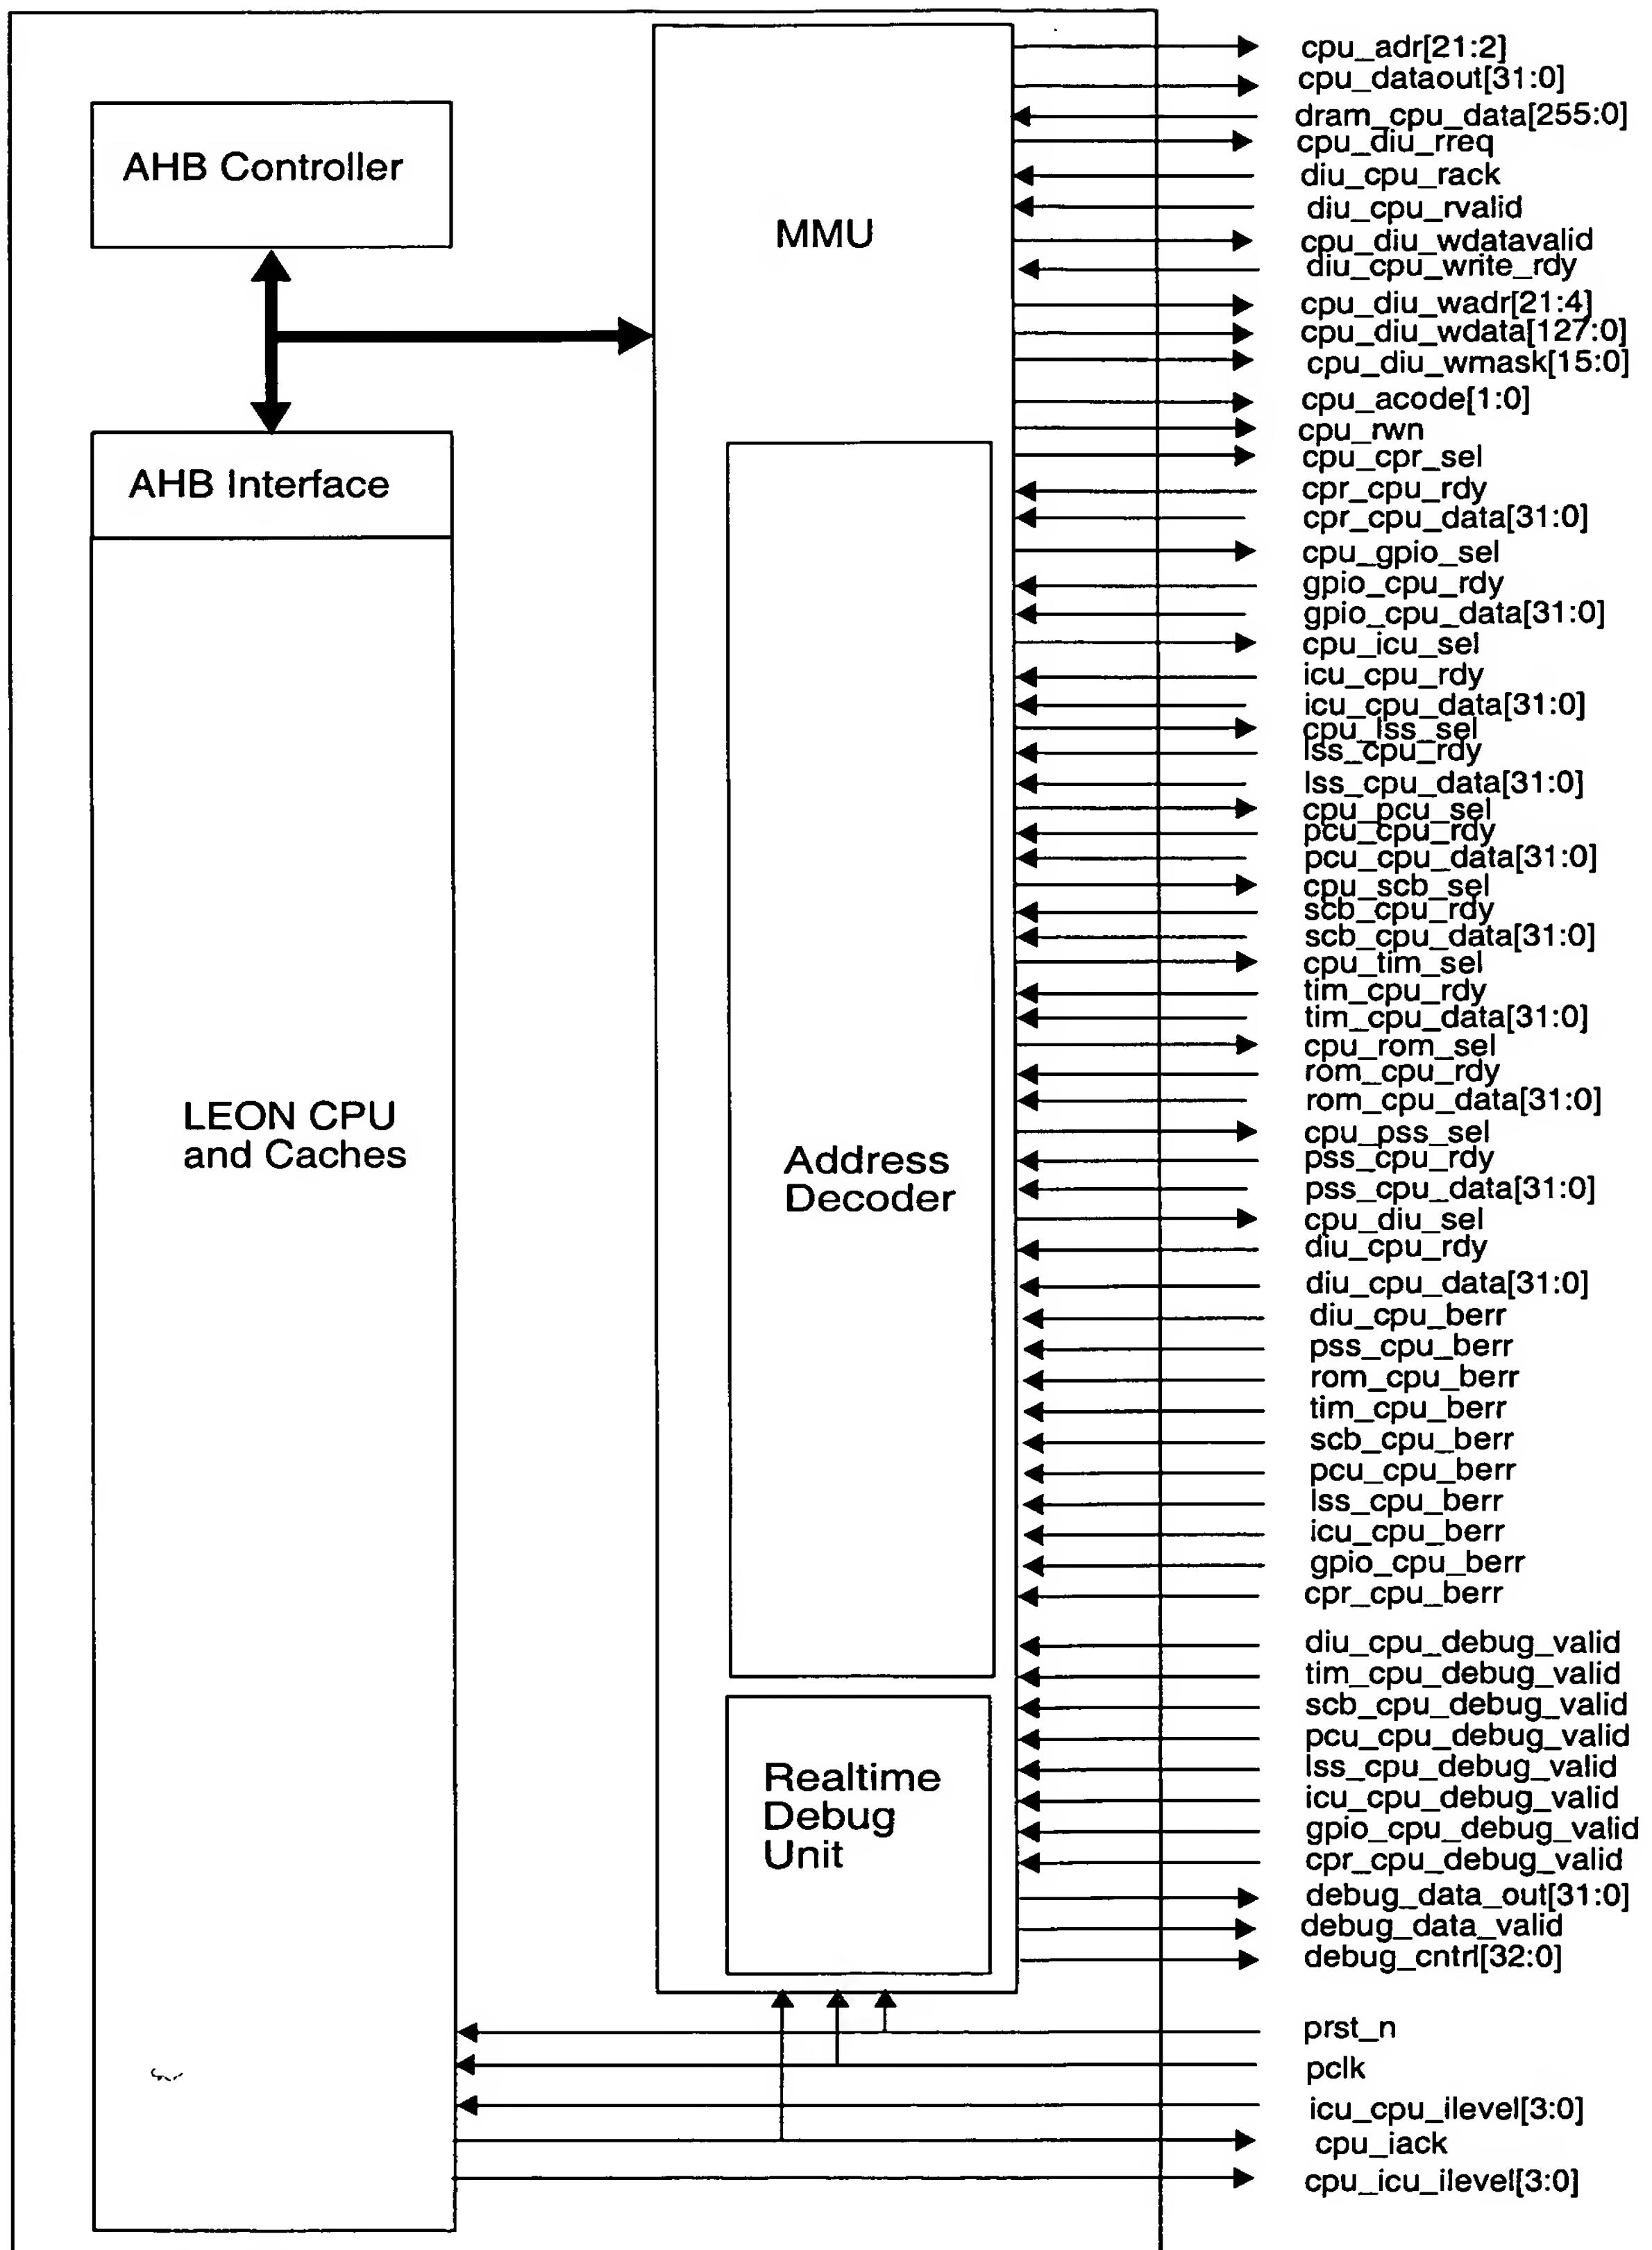 AHB Controller
AHB Interface
LEON CPU
and Caches
MMU
Address
Decoder
Realtime
Debug
Unit
cpu_adr[21:2]
cpu_dataout[31:0]
dram_cpu_data[255:0]
cpu_diu_rreq
diu_cpu_rack
diu_cpu_rvalid
cpu_diu_wdatavalid
diu_cpu_write_rdy
cpu_diu_wadr[21:4]
cpu_diu_wdata[127:0]
cpu_diu_wmask[15:0]
cpu_acode[1:0]
cpu_rwn
cpu_cpr_sel
cpr_cpu_rdy
cpr_cpu_data[31:0]
cpu_gpio_sel
gpio_cpu_rdy
gpio_cpu_data[31:0]
cpu_icu_sel
icu_cpu_rdy
icu_cpu_data[31:0]
cpu_lss_sel
lss_cpu_rdy
lss_cpu_data[31:0]
cpu_pcu_sel
pcu_cpu_rdy
pcu_cpu_data[31:0]
cpu_scb_sel
scb_cpu_rdy
scb_cpu_data[31:0]
cpu_tim_sel
tim_cpu_rdy
tim_cpu_data[31:0]
cpu_rom_sel
rom_cpu_rdy
rom_cpu_data[31:0]
cpu_pss_sel
pss_cpu_rdy
pss_cpu_data[31:0]
cpu_diu_sel
diu_cpu_rdy
diu_cpu_data[31:0]
diu_cpu_berr
pss_cpu_berr
rom_cpu_berr
tim_cpu_berr
scb_cpu_berr
pcu_cpu_berr
lss_cpu_berr
icu_cpu_berr
gpio_cpu_berr
cpr_cpu_berr
diu_cpu_debug_valid
tim_cpu_debug_valid
scb_cpu_debug_valid
pcu_cpu_debug_valid
lss_cpu_debug_valid
icu_cpu_debug_valid
gpio_cpu_debug_valid
cpr_cpu_debug_valid
debug_data_out[31:0]
debug_data_valid
debug_cntrl[32:0]
prst_n
pclk
icu_cpu_ilevel[3:0]
cpu_iack
cpu_icu_ilevel[3:0]